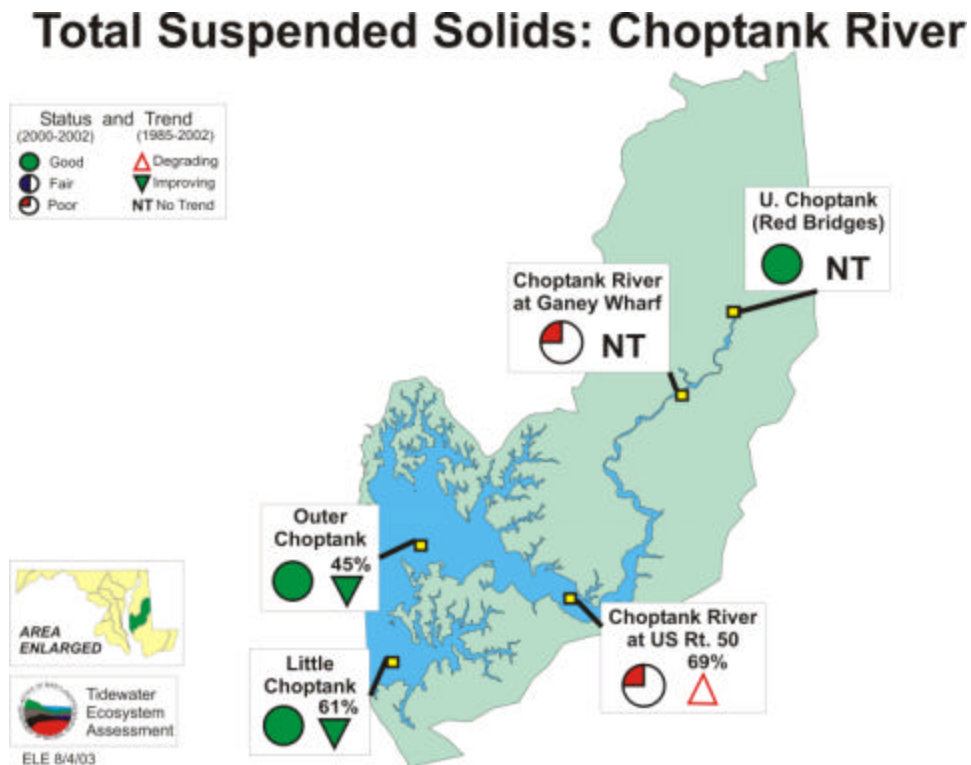 Total Suspended Solids: Choptank River
Status and Trend
(2000-2002) (1985-2002)
Good Degrading
Fair Improving
Poor NT No Trend
U. Choptank
(Red Bridges)
NT
Choptank River
at Ganey Wharf
NT
Outer
Choptank
45%
Little
Choptank
61%
Choptank River
at US Rt. 50
69%
AREA
ENLARGED
Tidewater
Ecosystem
Assessment
ELE 8/4/03